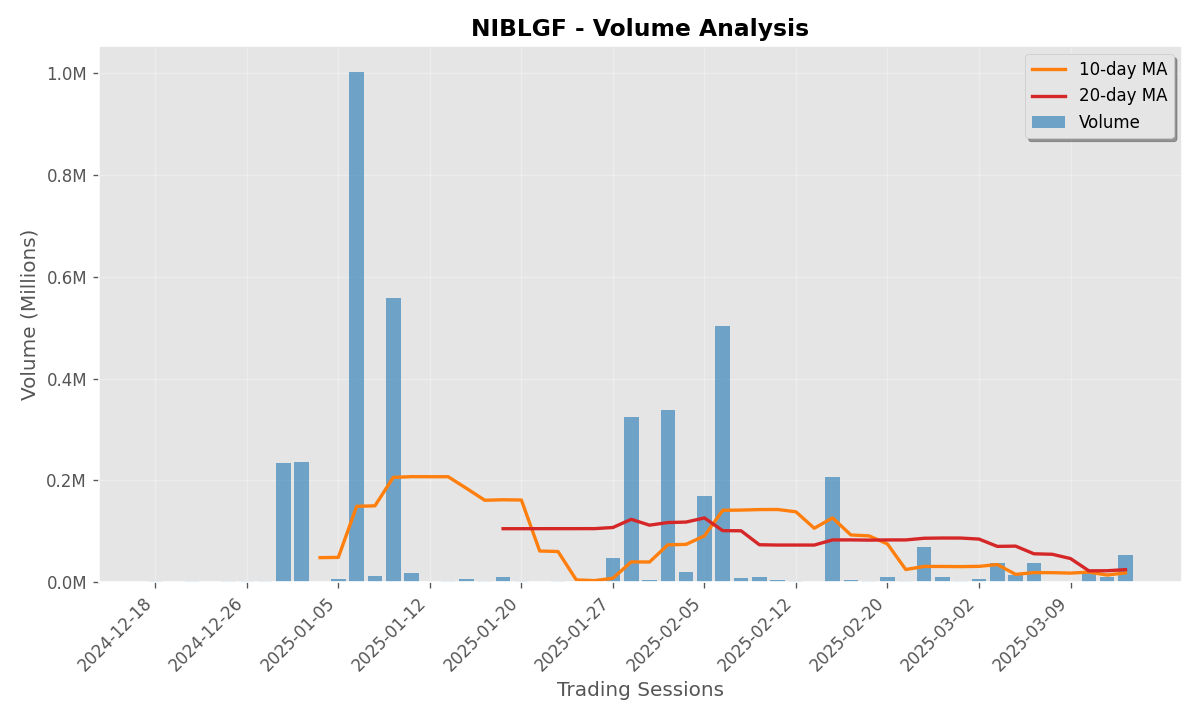 NIBLGF - Volume Analysis
10-day MA
20-day MA
Volume
Volume (Millions)
1.0M
0.8M
0.6M
0.4M
0.2M
0.0M
2024-12-18
2024-12-26
2025-01-05
2025-01-12
2025-01-20
2025-01-27
2025-02-05
2025-02-12
2025-02-20
2025-03-02
2025-03-09
Trading Sessions